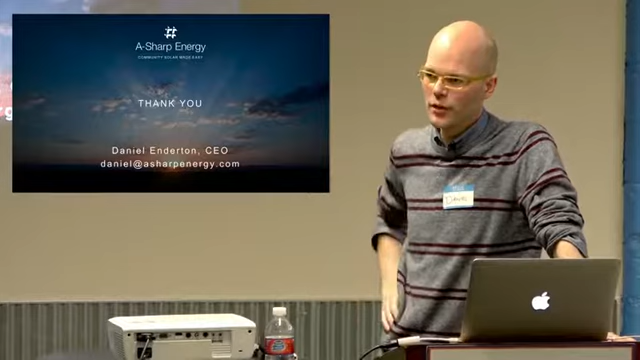 A-Sharp Energy
COMMUNITY SOLAR MADE EASY
THANK YOU
Daniel Enderton, CEO
daniel@asharpenergy.com